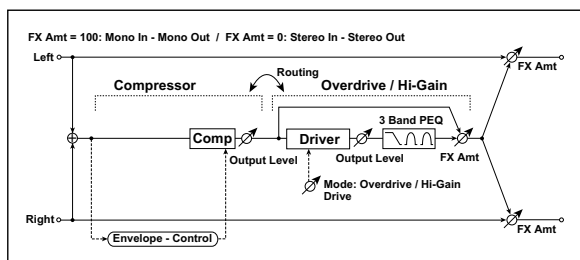 FX Amt = 100: Mono In - Mono Out / FX Amt = 0: Stereo In - Stereo Out
Left
FX Amt
Routing
Compressor
Overdrive / Hi-Gain
3 Band PEQ
Comp
Driver
Output Level
Output Level
FX Amt
Mode: Overdrive / Hi-Gain
Drive
Right
FX Amt
Envelope - Control